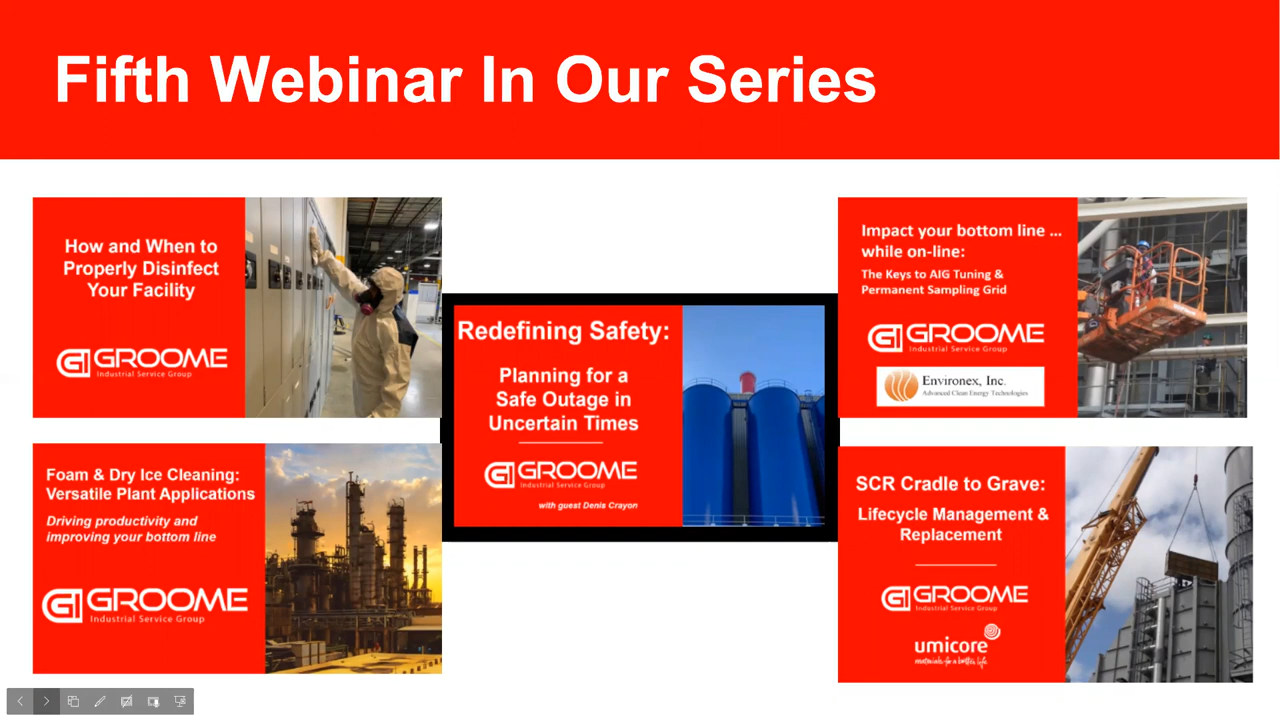 Fifth Webinar In Our Series
How and When to
Properly Disinfect
Your Facility
GROOME
Industrial Service Group
Foam & Dry Ice Cleaning:
Versatile Plant Applications
Driving productivity and
improving your bottom line
GROOME
Industrial Service Group
Redefining Safety:
Planning for a
Safe Outage in
Uncertain Times
GROOME
Industrial Service Group
with guest Denis Crayon
Impact your bottom line ...
while on-line:
The Keys to AIG Tuning &
Permanent Sampling Grid
GROOME
Industrial Service Group
Environex, Inc.
Advanced Clean Energy Technologies
SCR Cradle to Grave:
Lifecycle Management &
Replacement
GROOME
Industrial Service Group
umicore
materials for a better life